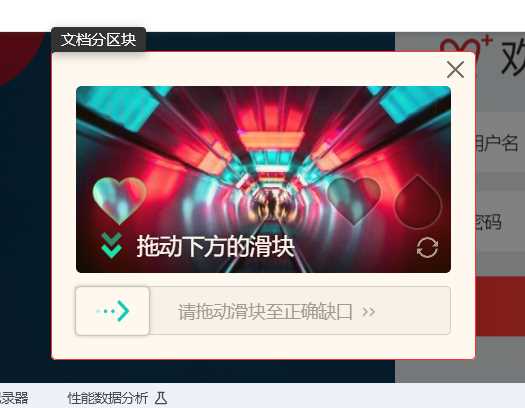 文档分区块
欢
用户名
拖动下方的滑块
密码
请拖动滑块至正确缺口 >>
录器
性能数据分析